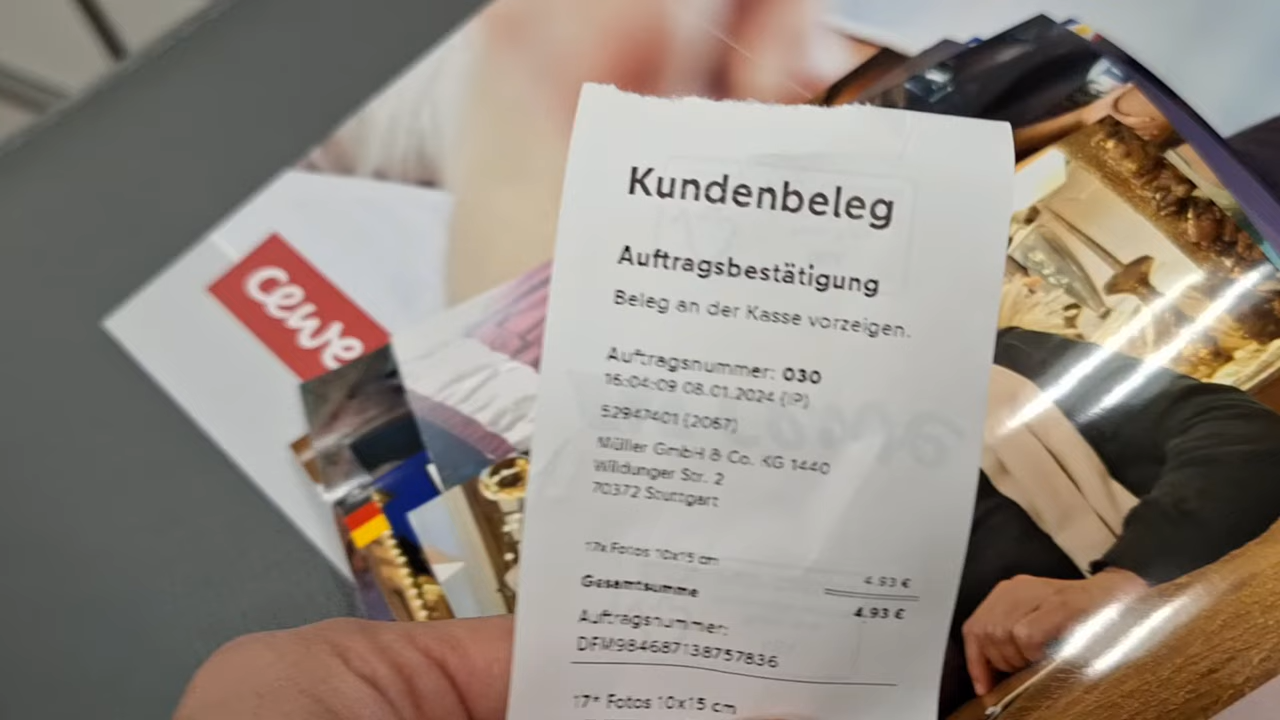 cewe
Kundenbeleg
Auftragsbestätigung
Beleg an der Kasse vorzeigen.
Auftragsnummer: 030
16:04:09 08.01.2024 (IP)
52947401 (2067)
Müller GmbH & Co. KG 1440
Wildunger Str. 2
70372 Stuttgart
17x Fotos 10x15 cm
4.93 €
Gesamtsumme 4.93 €
Auftragsnummer:
DFM984687138757836
17* Fotos 10x15 cm